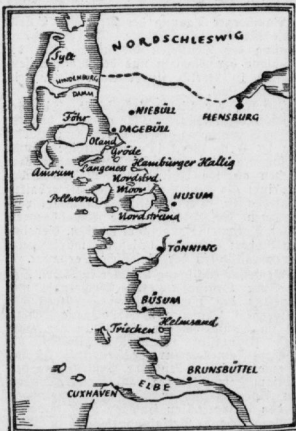 NORDSCHLESWIG
Sylt
HINDENBURG
DAMM
NIEBÜLL
FLENSBURG
Föhr
DAGEBÜLL
Oland
Gröde
Amrum
Langeness
Hamburger Hallig
Nordstrd.
Moor
Pellworm
HUSUM
Nordstrand
TÖNNING
BÜSUM
Trischen
Helmsand
BRUNSBÜTTEL
ELBE
CUXHAVEN